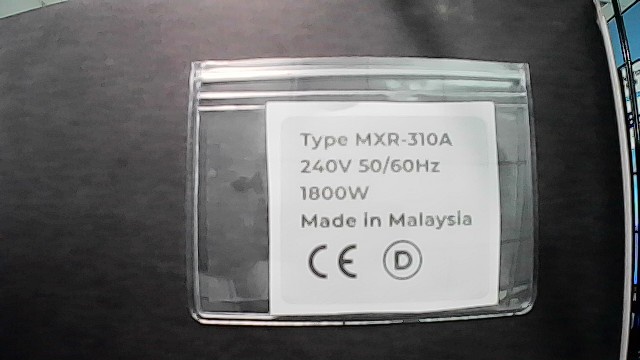 Type MXR-310A
240V 50/60Hz
1800W
Made in Malaysia
CE D